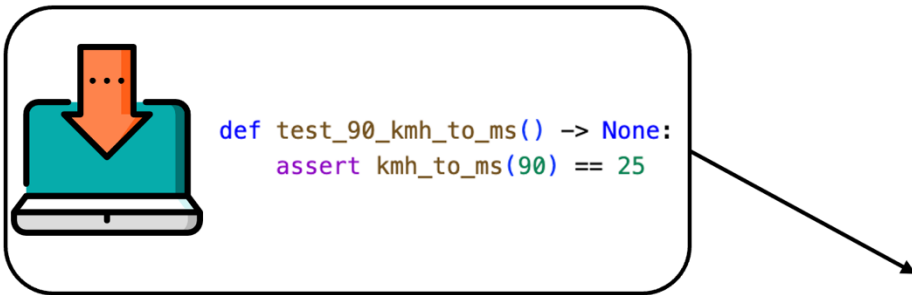 def test_90_kmh_to_ms() -> None:
    assert kmh_to_ms(90) == 25